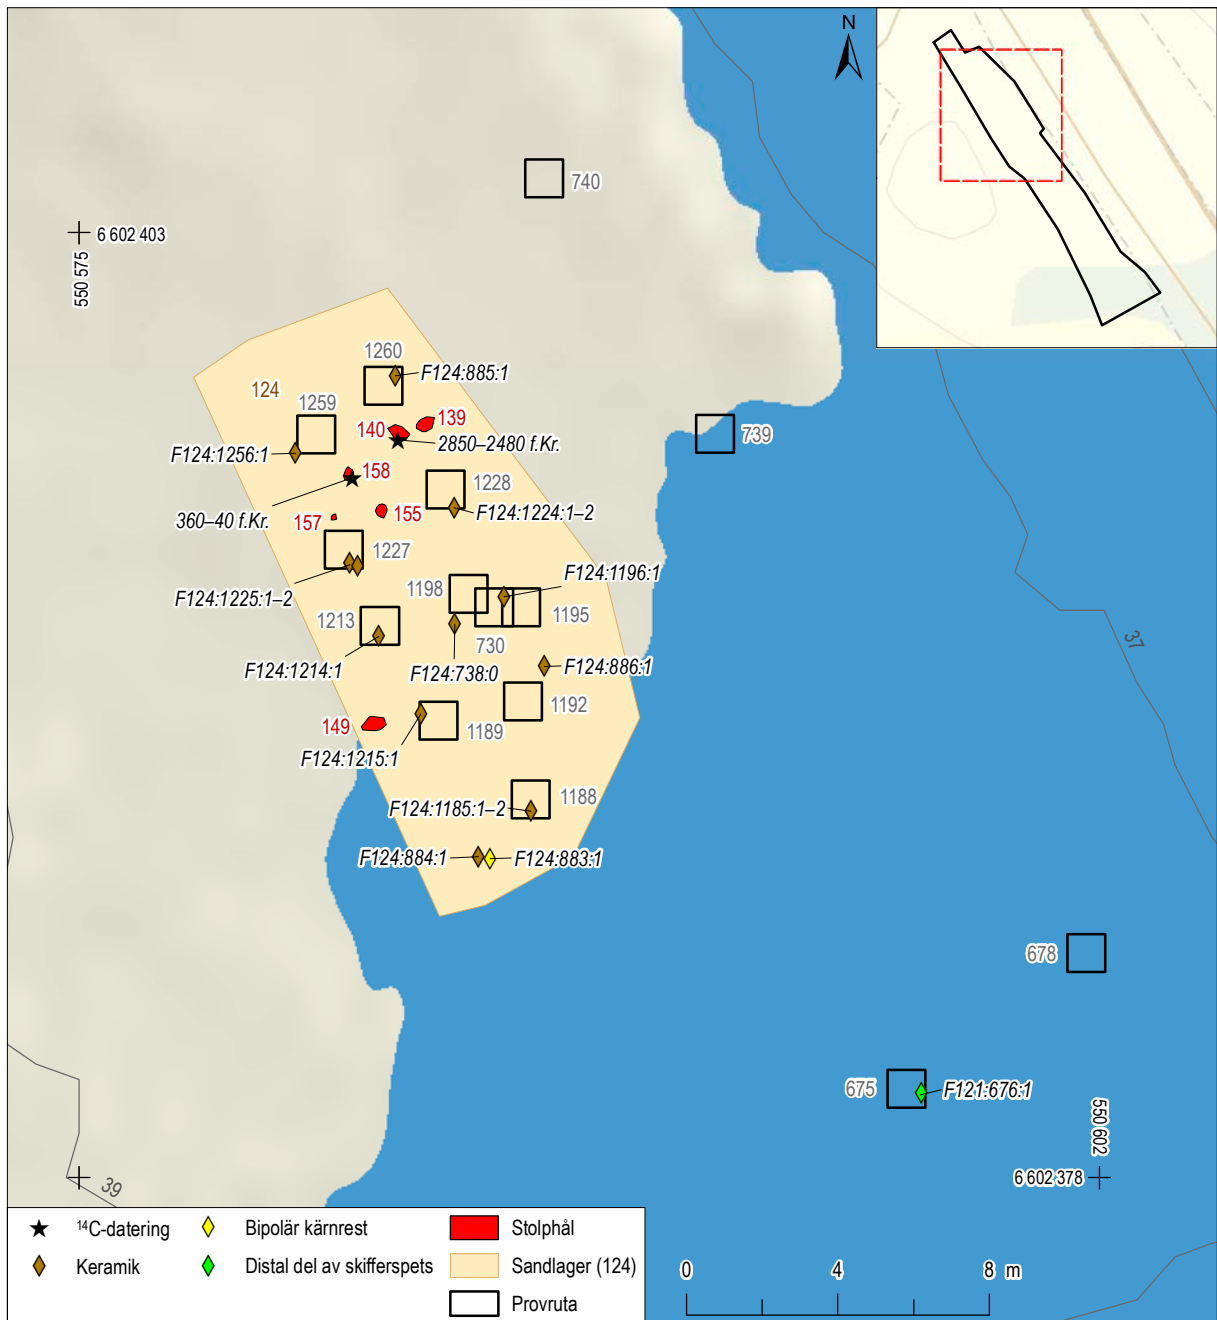 N
740
6 602 403
550 575
1260
F124:885:1
124
1259
139
140
2850–2480 f.Kr.
739
F124:1256:1
158
1228
360–40 f.Kr.
F124:1224:1–2
157
155
1227
F124:1196:1
1198
F124:1225:1–2
1195
1213
730
37
F124:1214:1
F124:738:0
F124:886:1
1192
149
1189
F124:1215:1
1188
F124:1185:1–2
F124:884:1
F124:883:1
678
675
F121:676:1
550 602
6 602 378
39
14C-datering
Bipolär kärnrest
Stolphål
Keramik
Distal del av skifferspets
Sandlager (124)
Provruta
0 4 8 m